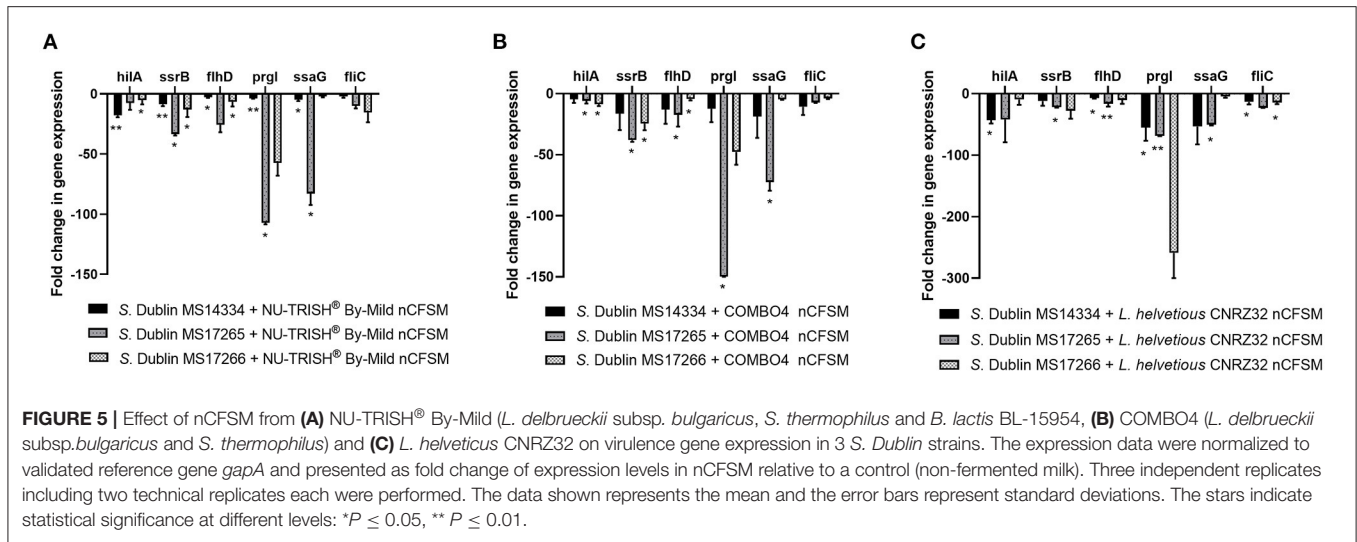 A
hilA ssrB flhD prgI ssaG fliC
Fold change in gene expression
0
-50
-100
-150
S. Dublin MS14334 + NU-TRISH® By-Mild nCFSM
S. Dublin MS17265 + NU-TRISH® By-Mild nCFSM
S. Dublin MS17266 + NU-TRISH® By-Mild nCFSM
B
hilA ssrB flhD prgI ssaG fliC
Fold change in gene expression
0
-50
-100
-150
S. Dublin MS14334 + COMBO4 nCFSM
S. Dublin MS17265 + COMBO4 nCFSM
S. Dublin MS17266 + COMBO4 nCFSM
C
hilA ssrB flhD prgI ssaG fliC
Fold change in gene expression
0
-100
-200
-300
S. Dublin MS14334 + L. helvetious CNRZ32 nCFSM
S. Dublin MS17265 + L. helvetious CNRZ32 nCFSM
S. Dublin MS17266 + L. helvetious CNRZ32 nCFSM
FIGURE 5 | Effect of nCFSM from (A) NU-TRISH® By-Mild (L. delbrueckii subsp. bulgaricus, S. thermophilus and B. lactis BL-15954, (B) COMBO4 (L. delbrueckii
subsp.bulgaricus and S. thermophilus) and (C) L. helveticus CNRZ32 on virulence gene expression in 3 S. Dublin strains. The expression data were normalized to
validated reference gene gapA and presented as fold change of expression levels in nCFSM relative to a control (non-fermented milk). Three independent replicates
including two technical replicates each were performed. The data shown represents the mean and the error bars represent standard deviations. The stars indicate
statistical significance at different levels: *P ≤ 0.05, ** P ≤ 0.01.